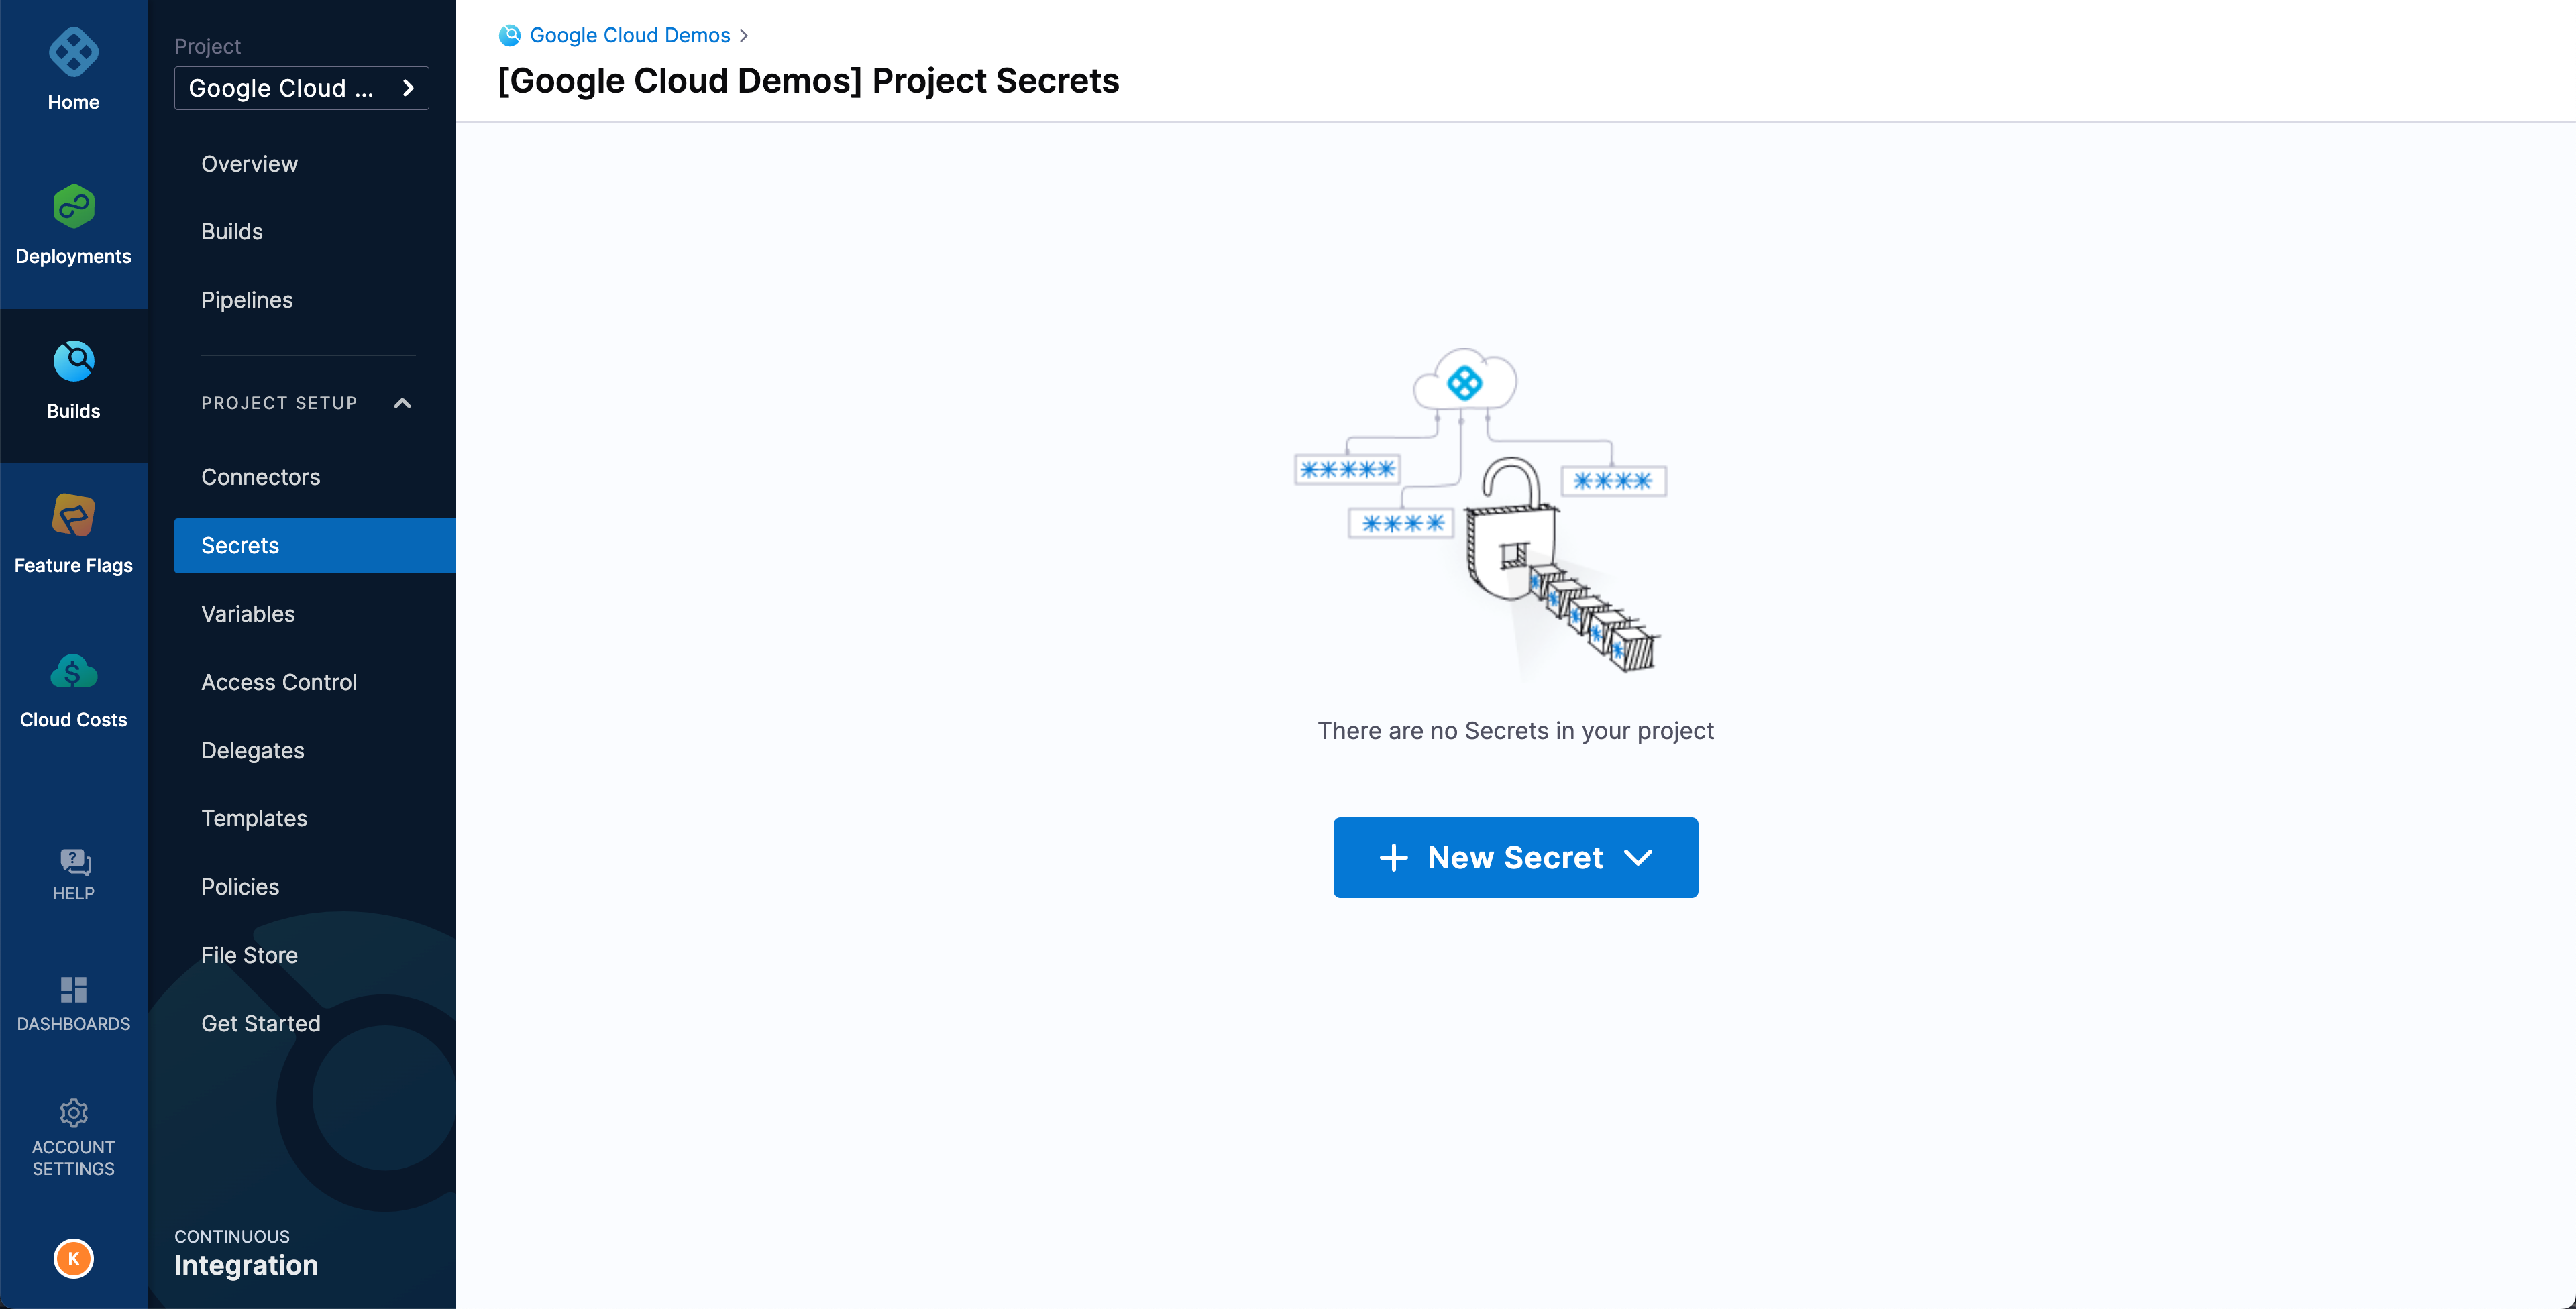 Home
Deployments
Builds
Feature Flags
Cloud Costs
HELP
DASHBOARDS
ACCOUNT
SETTINGS
K
Project
Google Cloud ...
Overview
Builds
Pipelines
PROJECT SETUP
Connectors
Secrets
Variables
Access Control
Delegates
Templates
Policies
File Store
Get Started
CONTINUOUS
Integration
Google Cloud Demos
[Google Cloud Demos] Project Secrets
There are no Secrets in your project
New Secret